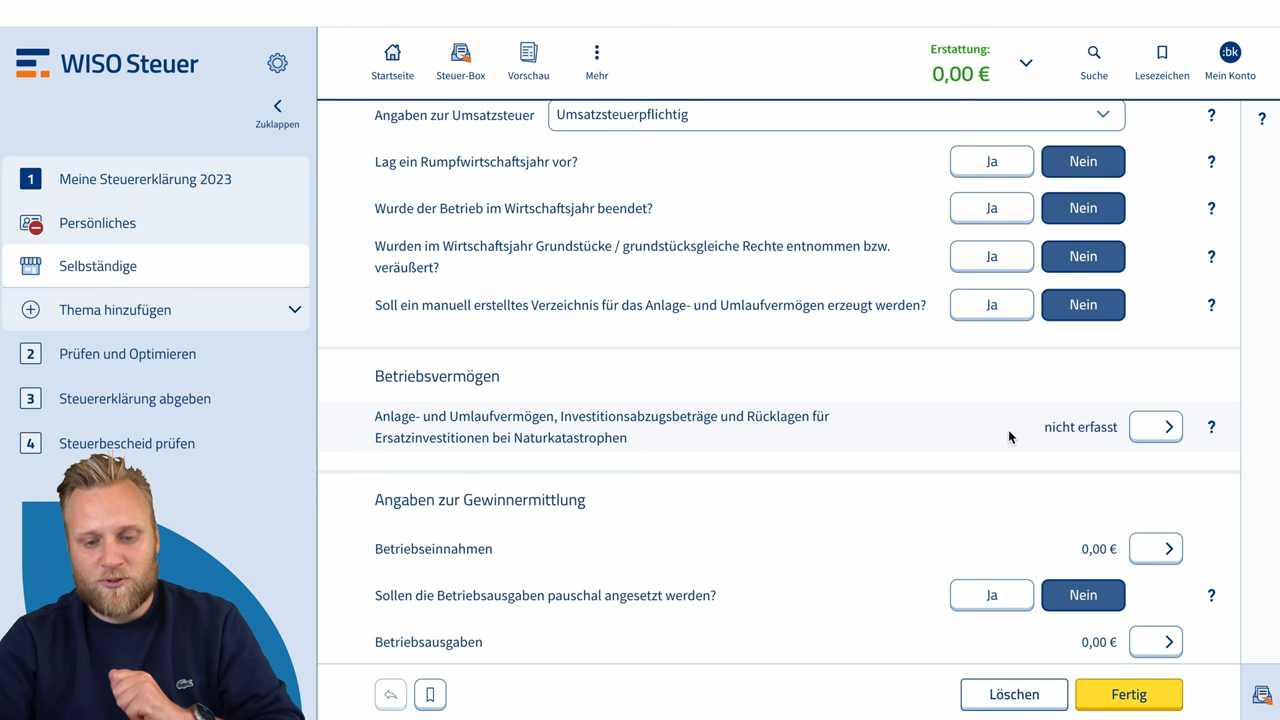 WISO Steuer
Zuklappen
1 Meine Steuererklärung 2023
Persönliches
Selbständige
Thema hinzufügen
2 Prüfen und Optimieren
3 Steuererklärung abgeben
4 Steuerbescheid prüfen
Startseite
Steuer-Box
Vorschau
Mehr
Erstattung:
0,00 €
Suche
Lesezeichen
:bk
Mein Konto
Angaben zur Umsatzsteuer Umsatzsteuerpflichtig ?
?
Lag ein Rumpfwirtschaftsjahr vor? Ja Nein ?
Wurde der Betrieb im Wirtschaftsjahr beendet? Ja Nein ?
Wurden im Wirtschaftsjahr Grundstücke / grundstücksgleiche Rechte entnommen bzw.
veräußert? Ja Nein ?
Soll ein manuell erstelltes Verzeichnis für das Anlage- und Umlaufvermögen erzeugt werden? Ja Nein ?
Betriebsvermögen
Anlage- und Umlaufvermögen, Investitionsabzugsbeträge und Rücklagen für
Ersatzinvestitionen bei Naturkatastrophen
nicht erfasst ?
Angaben zur Gewinnermittlung
Betriebseinnahmen 0,00 €
Sollen die Betriebsausgaben pauschal angesetzt werden? Ja Nein ?
Betriebsausgaben 0,00 €
Löschen
Fertig